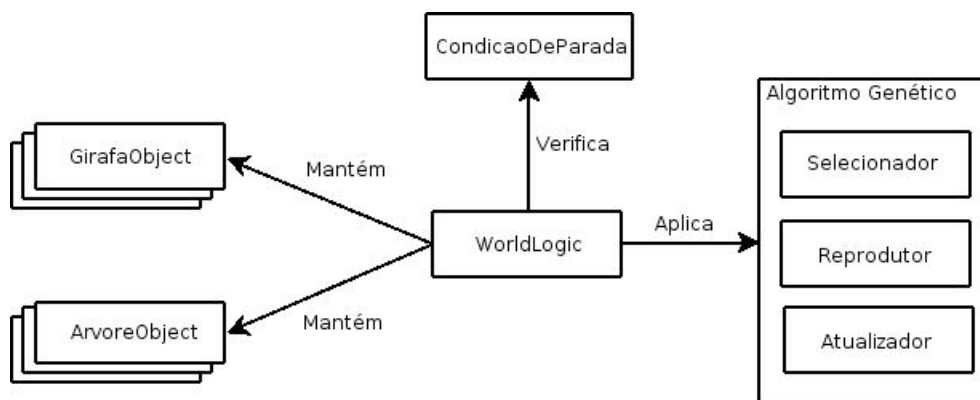 CondicaoDeParada
Algoritmo Genético
GirafaObject
Mantém
Verifica
Selecionador
WorldLogic
Aplica
Reprodutor
ArvoreObject
Mantém
Atualizador